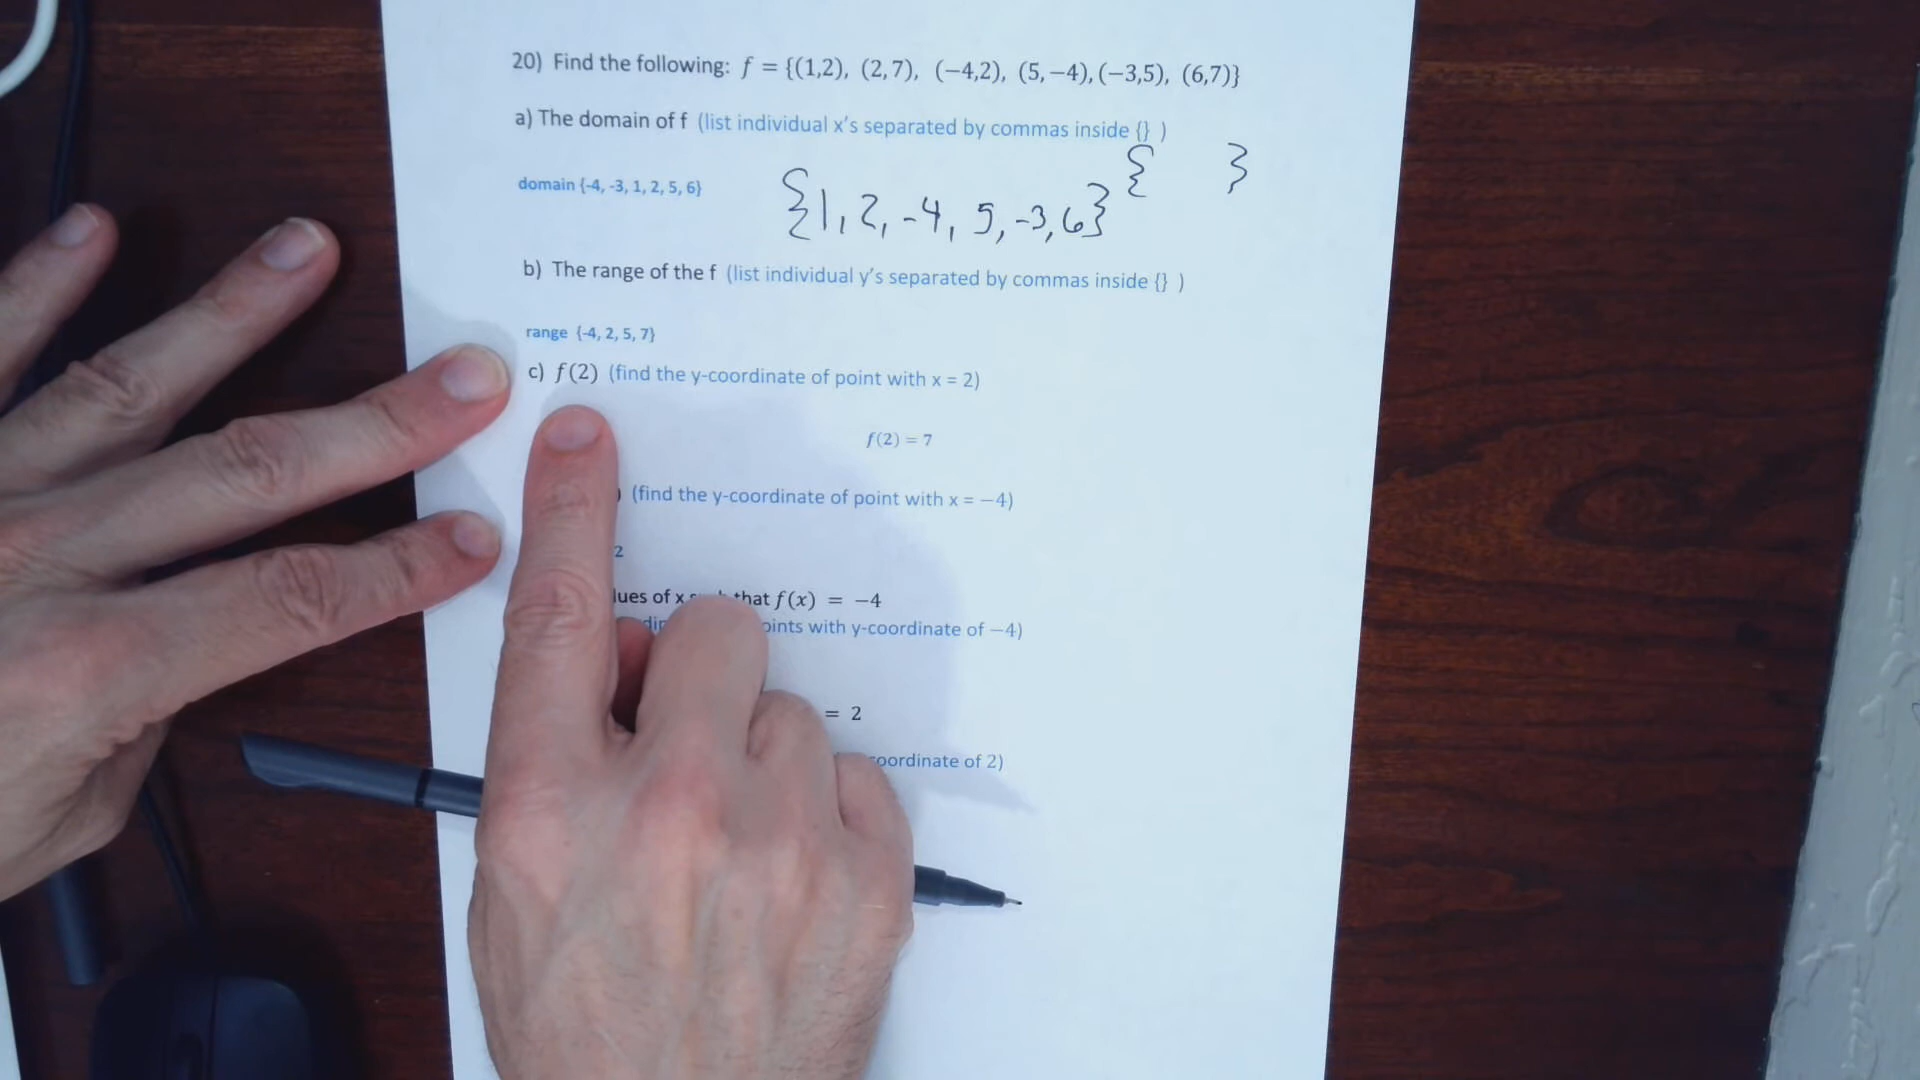 20) Find the following: f = {(1,2), (2,7), (−4,2), (5,−4),(−3,5), (6,7)}
a) The domain of f (list individual x's separated by commas inside {} )
{ }
domain {-4, -3, 1, 2, 5, 6}
{1, 2, -4, 5, -3, 6}
b) The range of the f (list individual y's separated by commas inside {} )
range {-4, 2, 5, 7}
c) f(2) (find the y-coordinate of point with x = 2)
f(2) = 7
) (find the y-coordinate of point with x = −4)
2
of x that f(x) = −4
with y-coordinate of −4)
= 2
of 2)